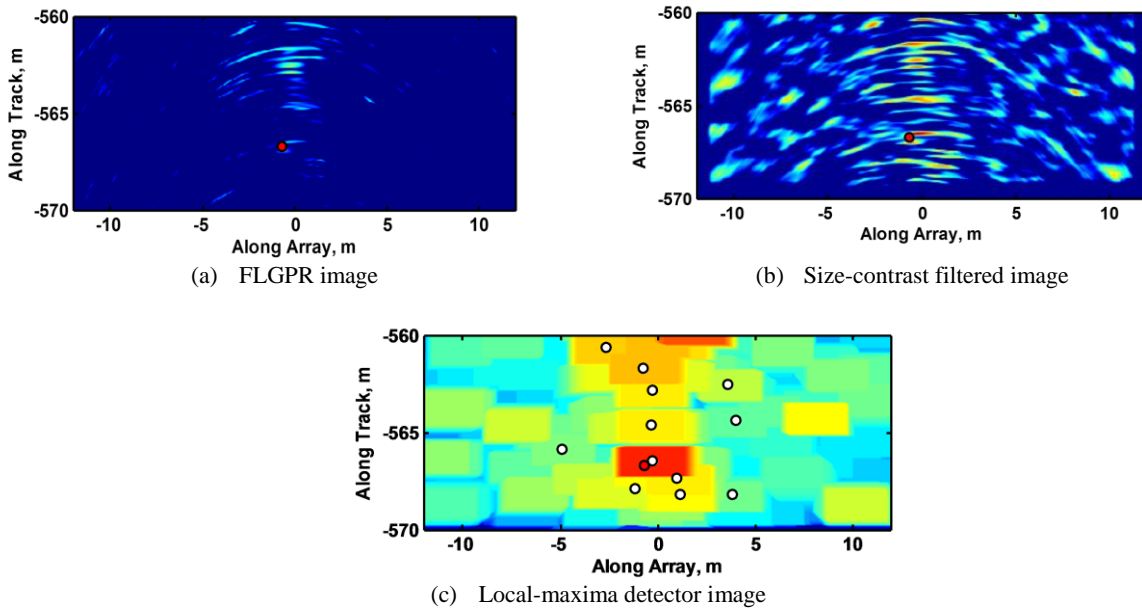 -560
-565
-570
Along Track, m
-10 -5 0 5 10
Along Array, m
(a) FLGPR image
-560
-565
-570
Along Track, m
-10 -5 0 5 10
Along Array, m
(b) Size-contrast filtered image
-560
-565
-570
Along Track, m
-10 -5 0 5 10
Along Array, m
(c) Local-maxima detector image